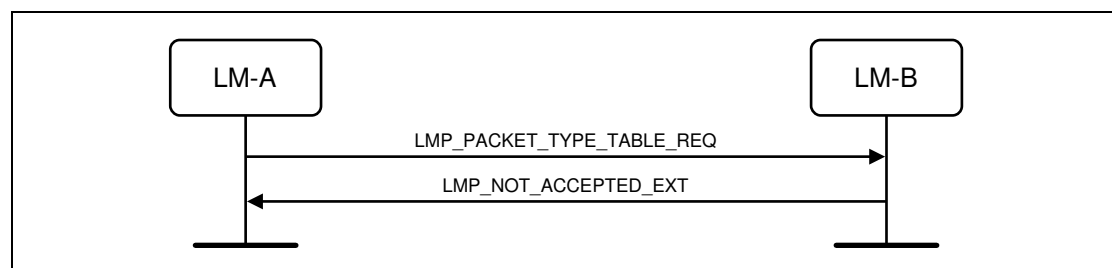 LM-A
LM-B
LMP_PACKET_TYPE_TABLE_REQ
LMP_NOT_ACCEPTED_EXT